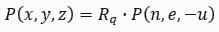 P(x, y, z) = R_q · P(n, e, −u)